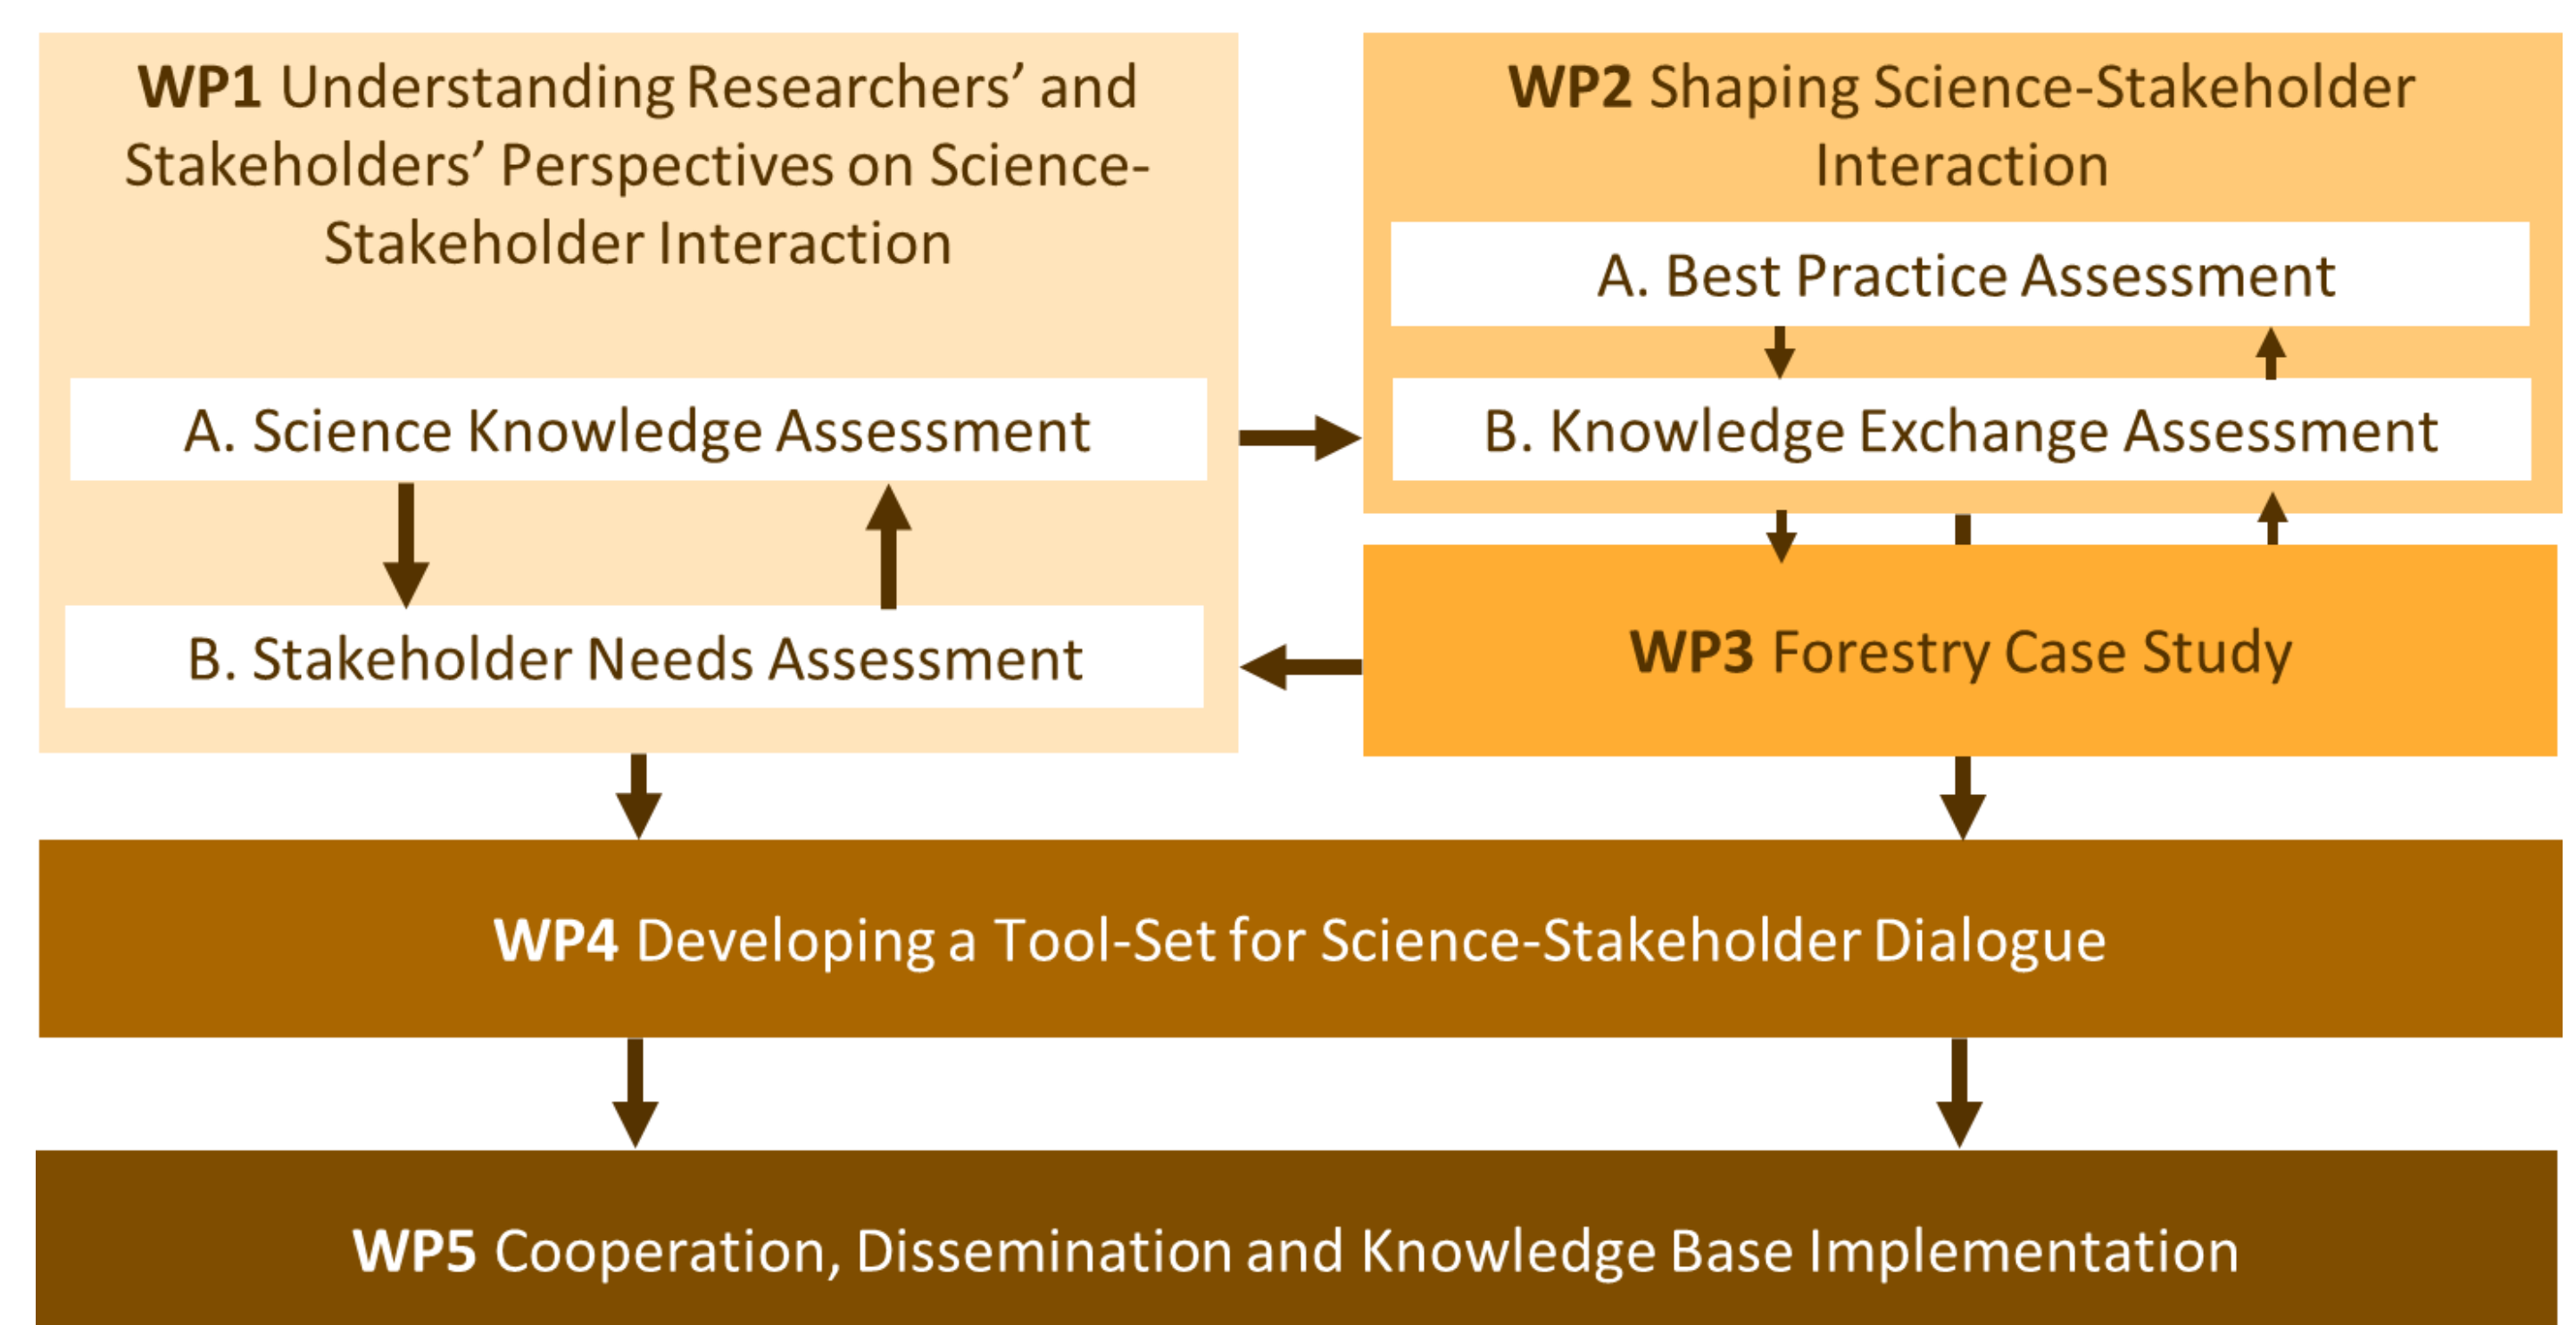 WP1 Understanding Researchers’ and
Stakeholders’ Perspectives on Science-
Stakeholder Interaction
A. Science Knowledge Assessment
B. Stakeholder Needs Assessment
WP2 Shaping Science-Stakeholder
Interaction
A. Best Practice Assessment
B. Knowledge Exchange Assessment
WP3 Forestry Case Study
WP4 Developing a Tool-Set for Science-Stakeholder Dialogue
WP5 Cooperation, Dissemination and Knowledge Base Implementation